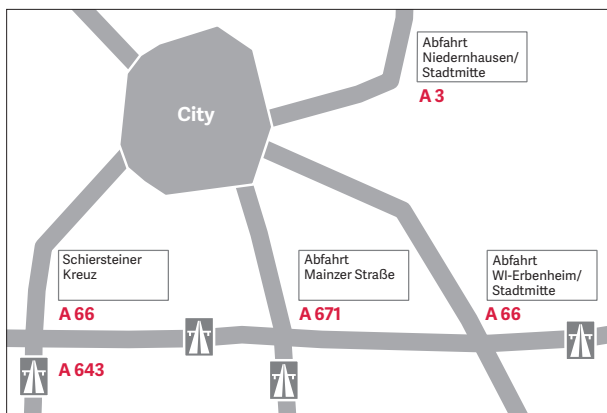 Abfahrt
Niedernhausen/
Stadtmitte
A 3
City
Schiersteiner
Kreuz
A 66
Abfahrt
Mainzer Straße
A 671
Abfahrt
WI-Erbenheim/
Stadtmitte
A 66
A 643